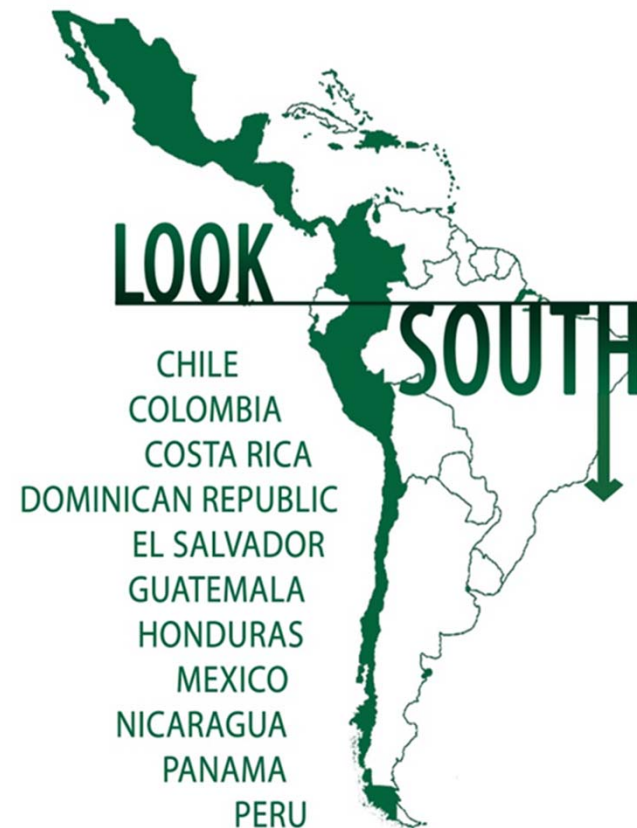 LOOK
SOUTH
CHILE
COLOMBIA
COSTA RICA
DOMINICAN REPUBLIC
EL SALVADOR
GUATEMALA
HONDURAS
MEXICO
NICARAGUA
PANAMA
PERU